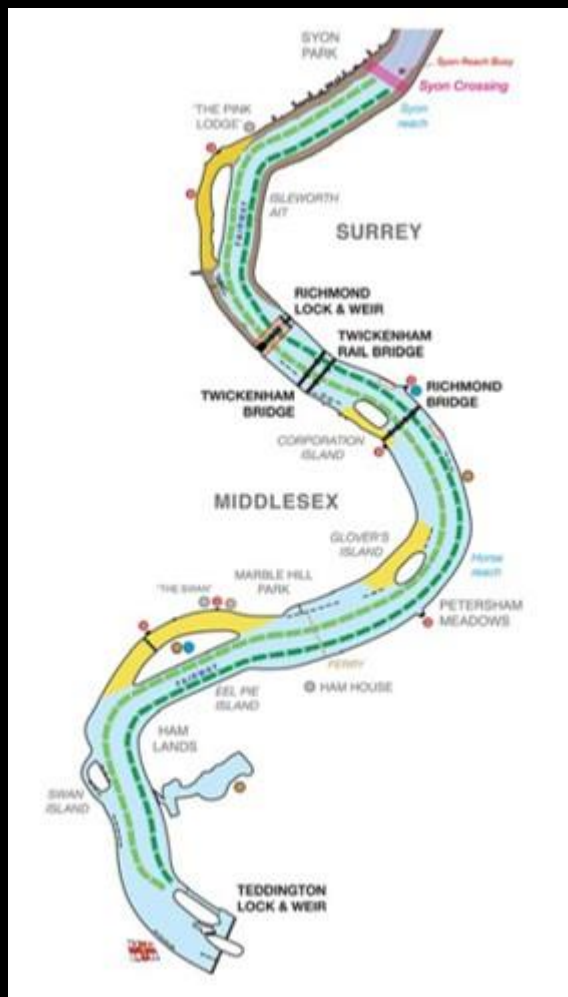 SYON
PARK
Syon Reach Busy
Syon Crossing
Syon
reach
'THE PINK
LODGE'
ISLEWORTH
AIT
FAIRWAY
SURREY
RICHMOND
LOCK & WEIR
TWICKENHAM
RAIL BRIDGE
RICHMOND
BRIDGE
TWICKENHAM
BRIDGE
CORPORATION
ISLAND
MIDDLESEX
GLOVER'S
ISLAND
Horse
reach
MARBLE HILL
PARK
"THE SWAN"
PETERSHAM
MEADOWS
FERRY
HAM HOUSE
FAIRWAY
EEL PIE
ISLAND
HAM
LANDS
SWAN
ISLAND
TEDDINGTON
LOCK & WEIR